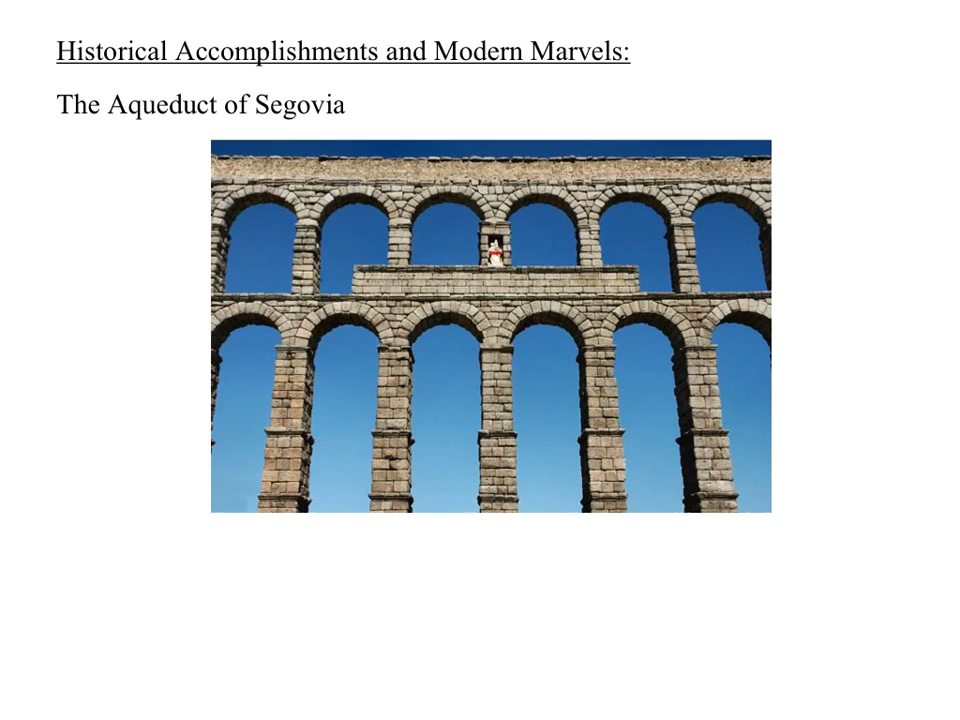 Historical Accomplishments and Modern Marvels:
The Aqueduct of Segovia